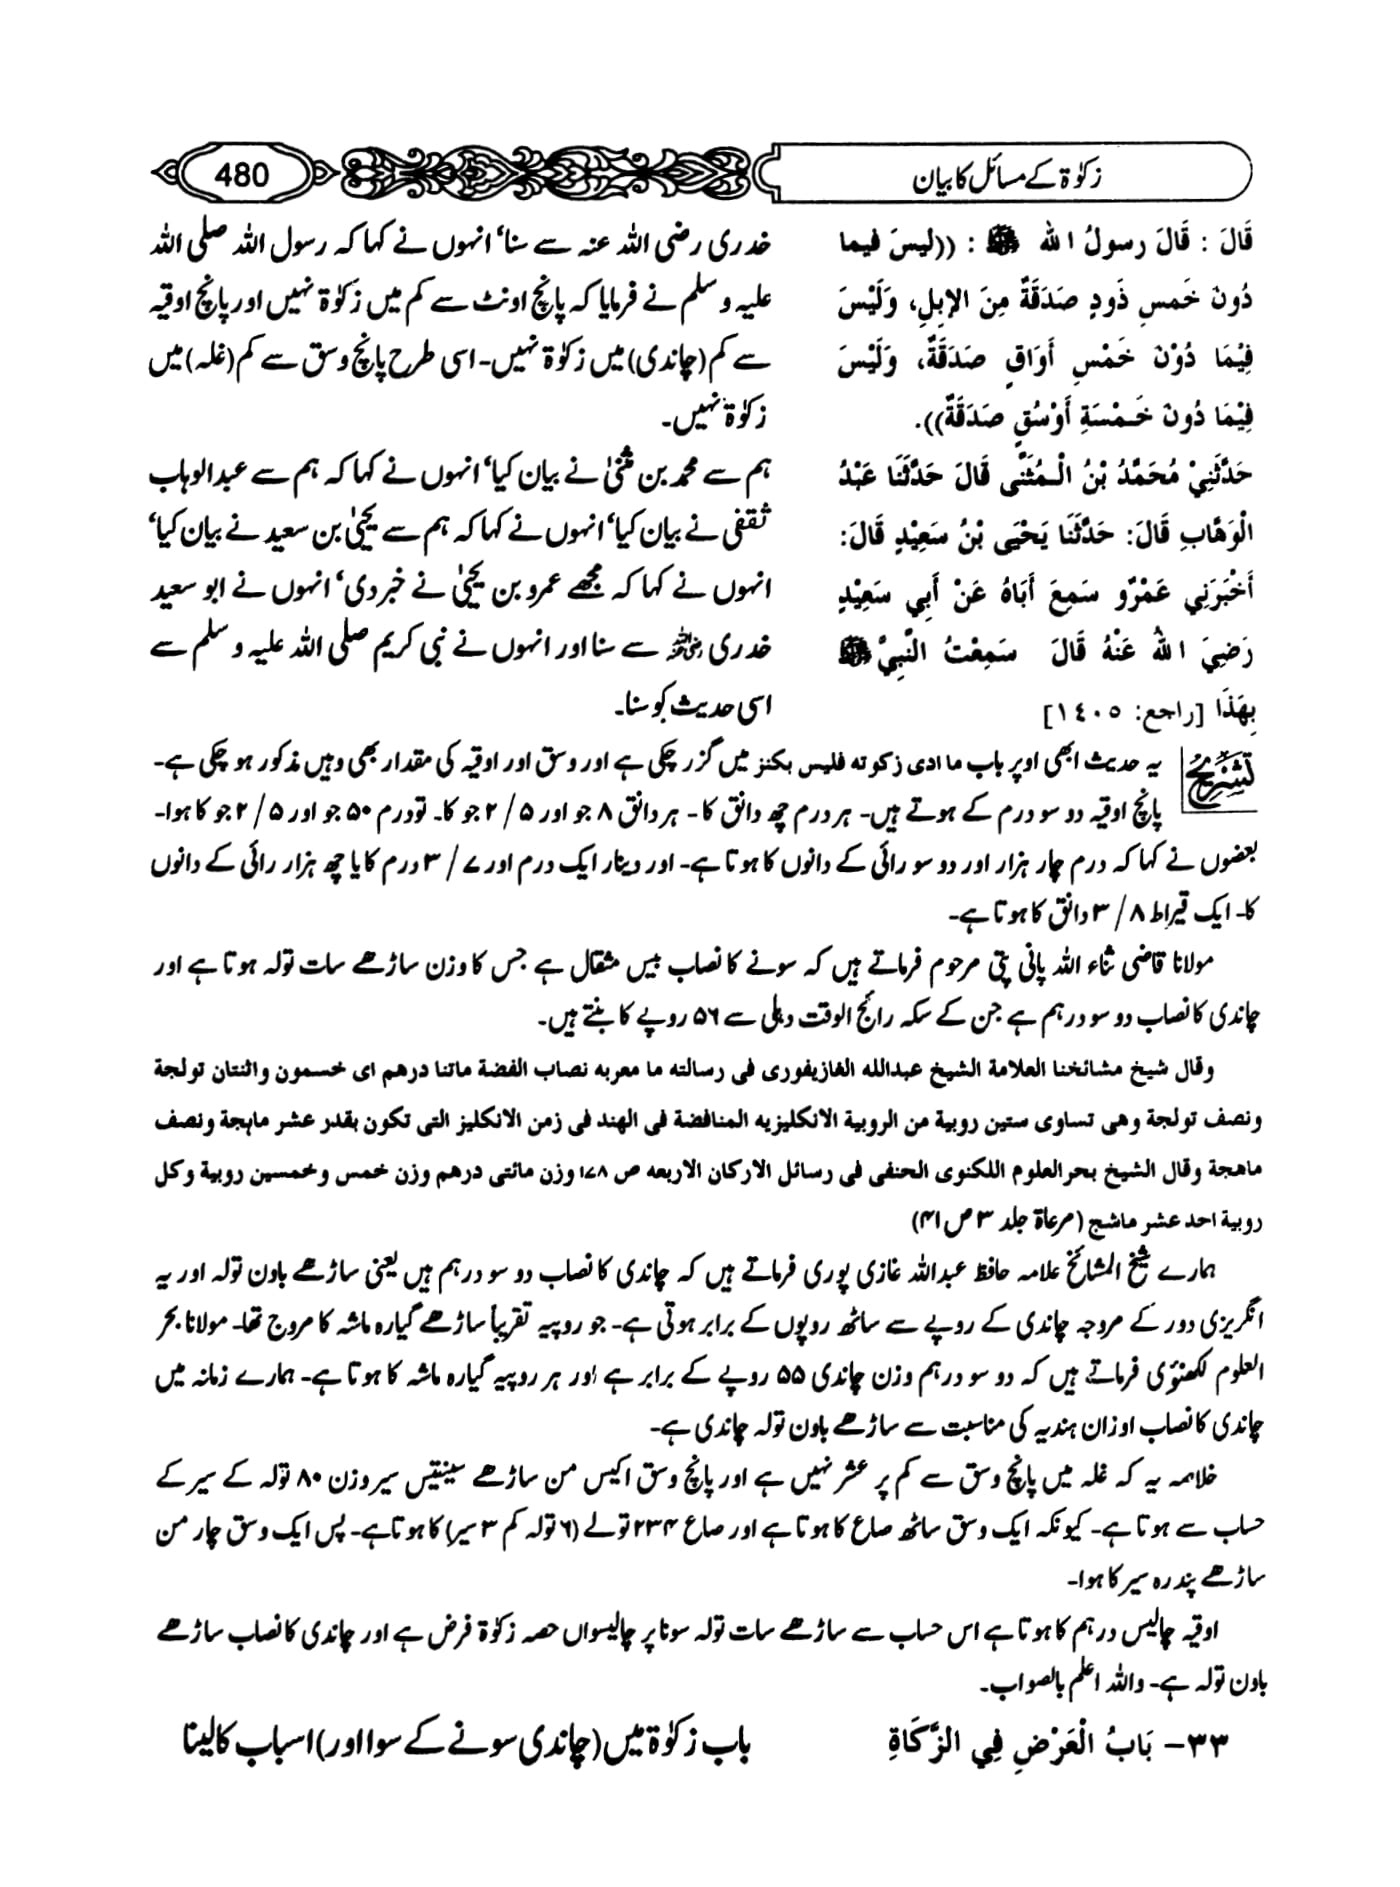 زکوٰۃ کے مسائل کا بیان
480
قَالَ : قَالَ رسولُ اللہ ﷺ : ((لیسَ فیما
دُونَ خَمسِ ذَودٍ صَدَقَةٌ مِنَ الإبلِ، وَلَيْسَ
فِيْمَا دُوْنَ خَمْسِ أَوَاقٍ صَدَقَةٌ، وَلَيْسَ
فِيْمَا دُونَ خَـمْسَةِ أَوْسُقٍ صَدَقَةٌ)).
حَدَّثَنِيْ مُحَمَّدُ بْنُ الْـمُثَنَّى قَالَ حَدَّثَنَا عَبْدُ
الْوَهَّابِ قَالَ: حَدَّثَنَا يَحْيَى بْنُ سَعِيْدٍ قَالَ:
أَخْبَرَنِي عَمْرٌو سَمِعَ أَبَاهُ عَنْ أَبِي سَعِيْدٍ
رَضِيَ اللهُ عَنْهُ قَالَ سَمِعْتُ النَّبِيَّ ﷺ
بِهَذَا [راجع: ١٤٠٥]
خدری رضی اللہ عنہ سے سنا‘ انہوں نے کہا کہ رسول اللہ صلی اللہ
علیہ و سلم نے فرمایا کہ پانچ اونٹ سے کم میں زکوٰۃ نہیں اور پانچ اوقیہ
سے کم (چاندی) میں زکوٰۃ نہیں۔ اسی طرح پانچ وسق سے کم (غلہ) میں
زکوٰۃ نہیں۔
ہم سے محمد بن مثنیٰ نے بیان کیا‘ انہوں نے کہا کہ ہم سے عبدالوہاب
ثقفی نے بیان کیا‘ انہوں نے کہا کہ ہم سے یحییٰ بن سعید نے بیان کیا‘
انہوں نے کہا کہ مجھے عمرو بن یحییٰ نے خبر دی‘ انہوں نے ابو سعید
خدری رضی اللہ عنہ سے سنا اور انہوں نے نبی کریم صلی اللہ علیہ و سلم سے
اسی حدیث کو سنا۔
تشریح یہ حدیث ابھی اوپر باب ما ادی زکوته فلیس بکنز میں گزر چکی ہے اور وسق اور اوقیہ کی مقدار بھی وہیں مذکور ہو چکی ہے۔
پانچ اوقیہ دو سو درم کے ہوتے ہیں۔ ہر درم چھ دانق کا۔ ہر دانق ۸ جو اور ۵ / ۲ جو کا۔ تو درم ۵۰ جو اور ۵ / ۲ جو کا ہوا۔
بعضوں نے کہا کہ درم چار ہزار اور دو سو رائی کے دانوں کا ہوتا ہے۔ اور دینار ایک درم اور ۷ / ۳ درم کا یا چھ ہزار رائی کے دانوں
کا۔ ایک قیراط ۸ / ۳ دانق کا ہوتا ہے۔
مولانا قاضی ثناء اللہ پانی پتی مرحوم فرماتے ہیں کہ سونے کا نصاب بیس مثقال ہے جس کا وزن ساڑھے سات تولہ ہوتا ہے اور
چاندی کا نصاب دو سو درہم ہے جن کے سکہ رائج الوقت دہلی سے ۵۶ روپے کا بنتے ہیں۔
وقال شیخ مشائخنا العلامة الشیخ عبدالله الغازیفوری فی رسالته ما معربه نصاب الفضة مائتا درهم ای خمسون واثنتان تولجة
ونصف تولجة وهی تساوی ستین روبیة من الروبیة الانکلیزیه المنافضة فی الهند فی زمن الانکلیز التی تکون بقدر عشر ماهجة ونصف
ماهجة وقال الشیخ بحرالعلوم اللکنوی الحنفی فی رسائل الارکان الاربعه ص ۱۷۸ وزن مائتی درهم وزن خمس وخمسین روبیة وکل
روبیة احد عشر ماشج (مرعاة جلد ۳ ص ۴۱)
ہمارے شیخ المشائخ علامہ حافظ عبداللہ غازی پوری فرماتے ہیں کہ چاندی کا نصاب دو سو درہم ہیں یعنی ساڑھے باون تولہ اور یہ
انگریزی دور کے مروجہ چاندی کے روپے سے ساٹھ روپوں کے برابر ہوتی ہے۔ جو روپیہ تقریباً ساڑھے گیارہ ماشہ کا مروج تھا۔ مولانا بحر
العلوم لکھنؤی فرماتے ہیں کہ دو سو درہم وزن چاندی ۵۵ روپے کے برابر ہے اور ہر روپیہ گیارہ ماشہ کا ہوتا ہے۔ ہمارے زمانہ میں
چاندی کا نصاب اوزان ہندیہ کی مناسبت سے ساڑھے باون تولہ چاندی ہے۔
خلاصہ یہ کہ غلہ میں پانچ وسق سے کم پر عشر نہیں ہے اور پانچ وسق اکیس من ساڑھے سینتیس سیر وزن ۸۰ تولہ کے سیر کے
حساب سے ہوتا ہے۔ کیونکہ ایک وسق ساٹھ صاع کا ہوتا ہے اور صاع ۲۳۴ تولے (۶ تولہ کم ۳ سیر) کا ہوتا ہے۔ پس ایک وسق چار من
ساڑھے پندرہ سیر کا ہوا۔
اوقیہ چالیس درہم کا ہوتا ہے اس حساب سے ساڑھے سات تولہ سونا پر چالیسواں حصہ زکوٰۃ فرض ہے اور چاندی کا نصاب ساڑھے
باون تولہ ہے۔ واللہ اعلم بالصواب۔
۳۳– بَابُ الْعَرْضِ فِي الزَّكَاةِ
باب زکوٰۃ میں (چاندی سونے کے سوا اور) اسباب کا لینا